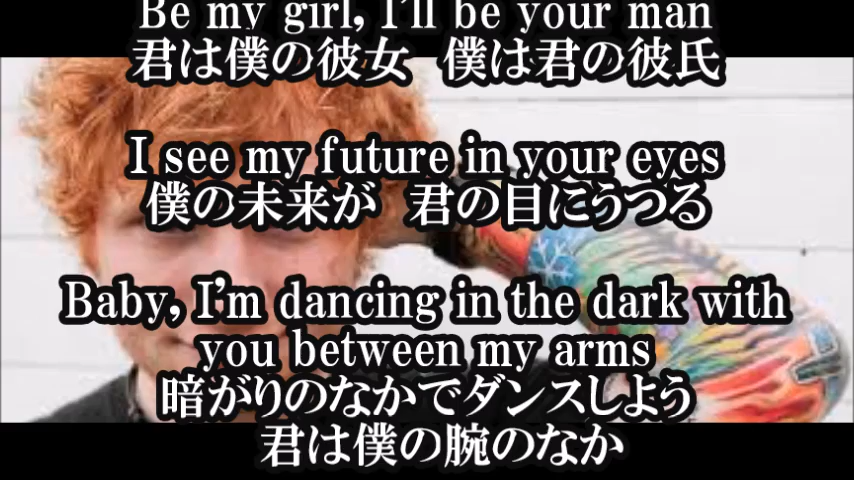 Be my girl, I'll be your man
君は僕の彼女　僕は君の彼氏
I see my future in your eyes
僕の未来が　君の目にうつる
Baby, I'm dancing in the dark with
you between my arms
暗がりのなかでダンスしよう
君は僕の腕のなか